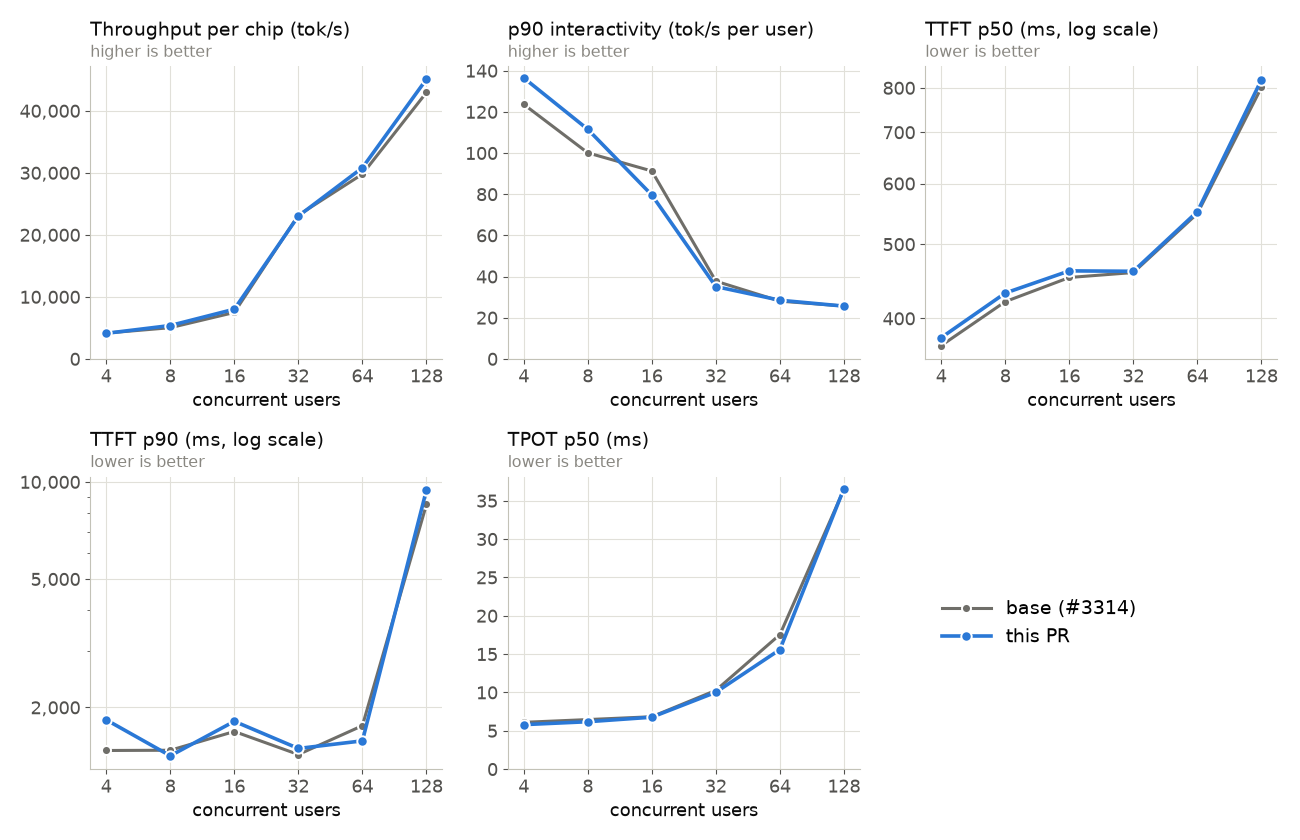 Throughput per chip (tok/s)
higher is better
40,000
30,000
20,000
10,000
0
4 8 16 32 64 128
concurrent users
p90 interactivity (tok/s per user)
higher is better
140
120
100
80
60
40
20
0
4 8 16 32 64 128
concurrent users
TTFT p50 (ms, log scale)
lower is better
800
700
600
500
400
4 8 16 32 64 128
concurrent users
TTFT p90 (ms, log scale)
lower is better
10,000
5,000
2,000
4 8 16 32 64 128
concurrent users
TPOT p50 (ms)
lower is better
35
30
25
20
15
10
5
0
4 8 16 32 64 128
concurrent users
base (#3314)
this PR